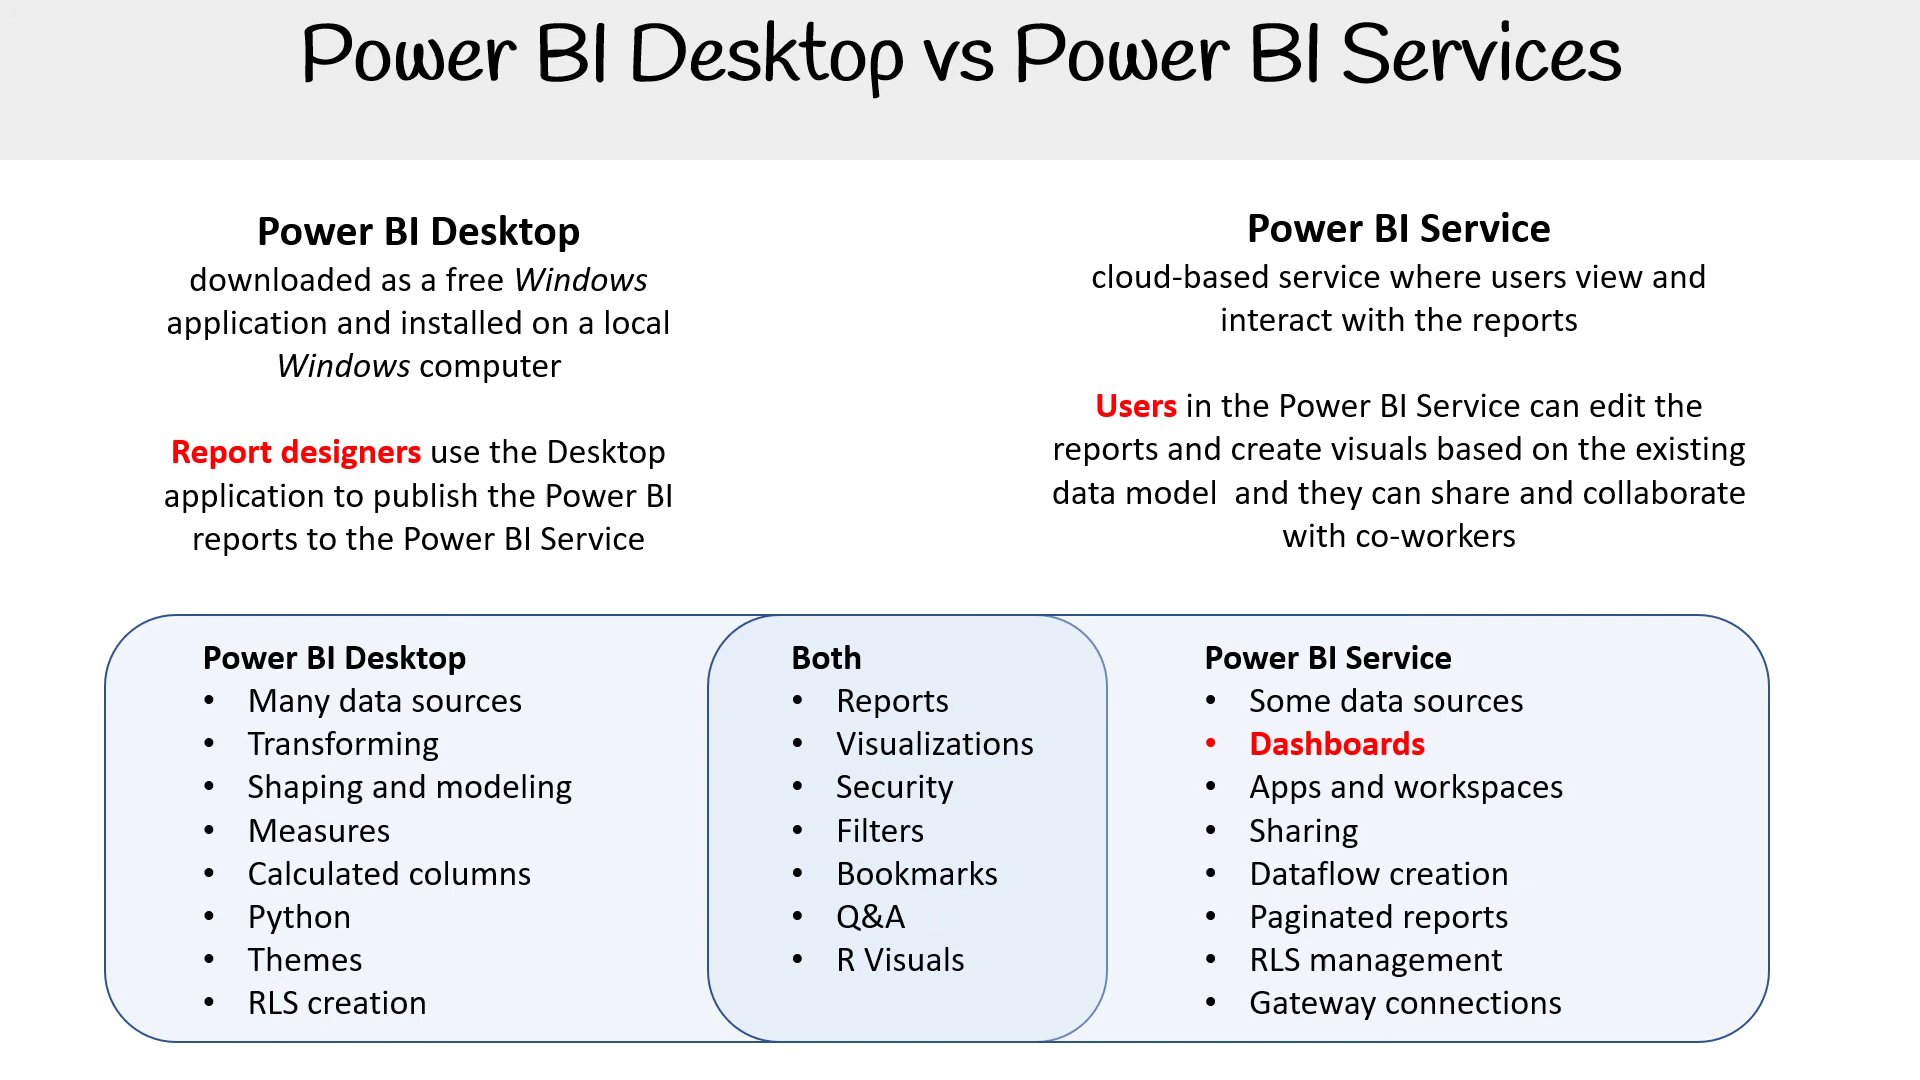 Power BI Desktop vs Power BI Services
Power BI Desktop
downloaded as a free Windows
application and installed on a local
Windows computer
Report designers use the Desktop
application to publish the Power BI
reports to the Power BI Service
Power BI Service
cloud-based service where users view and
interact with the reports
Users in the Power BI Service can edit the
reports and create visuals based on the existing
data model  and they can share and collaborate
with co-workers
Power BI Desktop
• Many data sources
• Transforming
• Shaping and modeling
• Measures
• Calculated columns
• Python
• Themes
• RLS creation
Both
• Reports
• Visualizations
• Security
• Filters
• Bookmarks
• Q&A
• R Visuals
Power BI Service
• Some data sources
• Dashboards
• Apps and workspaces
• Sharing
• Dataflow creation
• Paginated reports
• RLS management
• Gateway connections